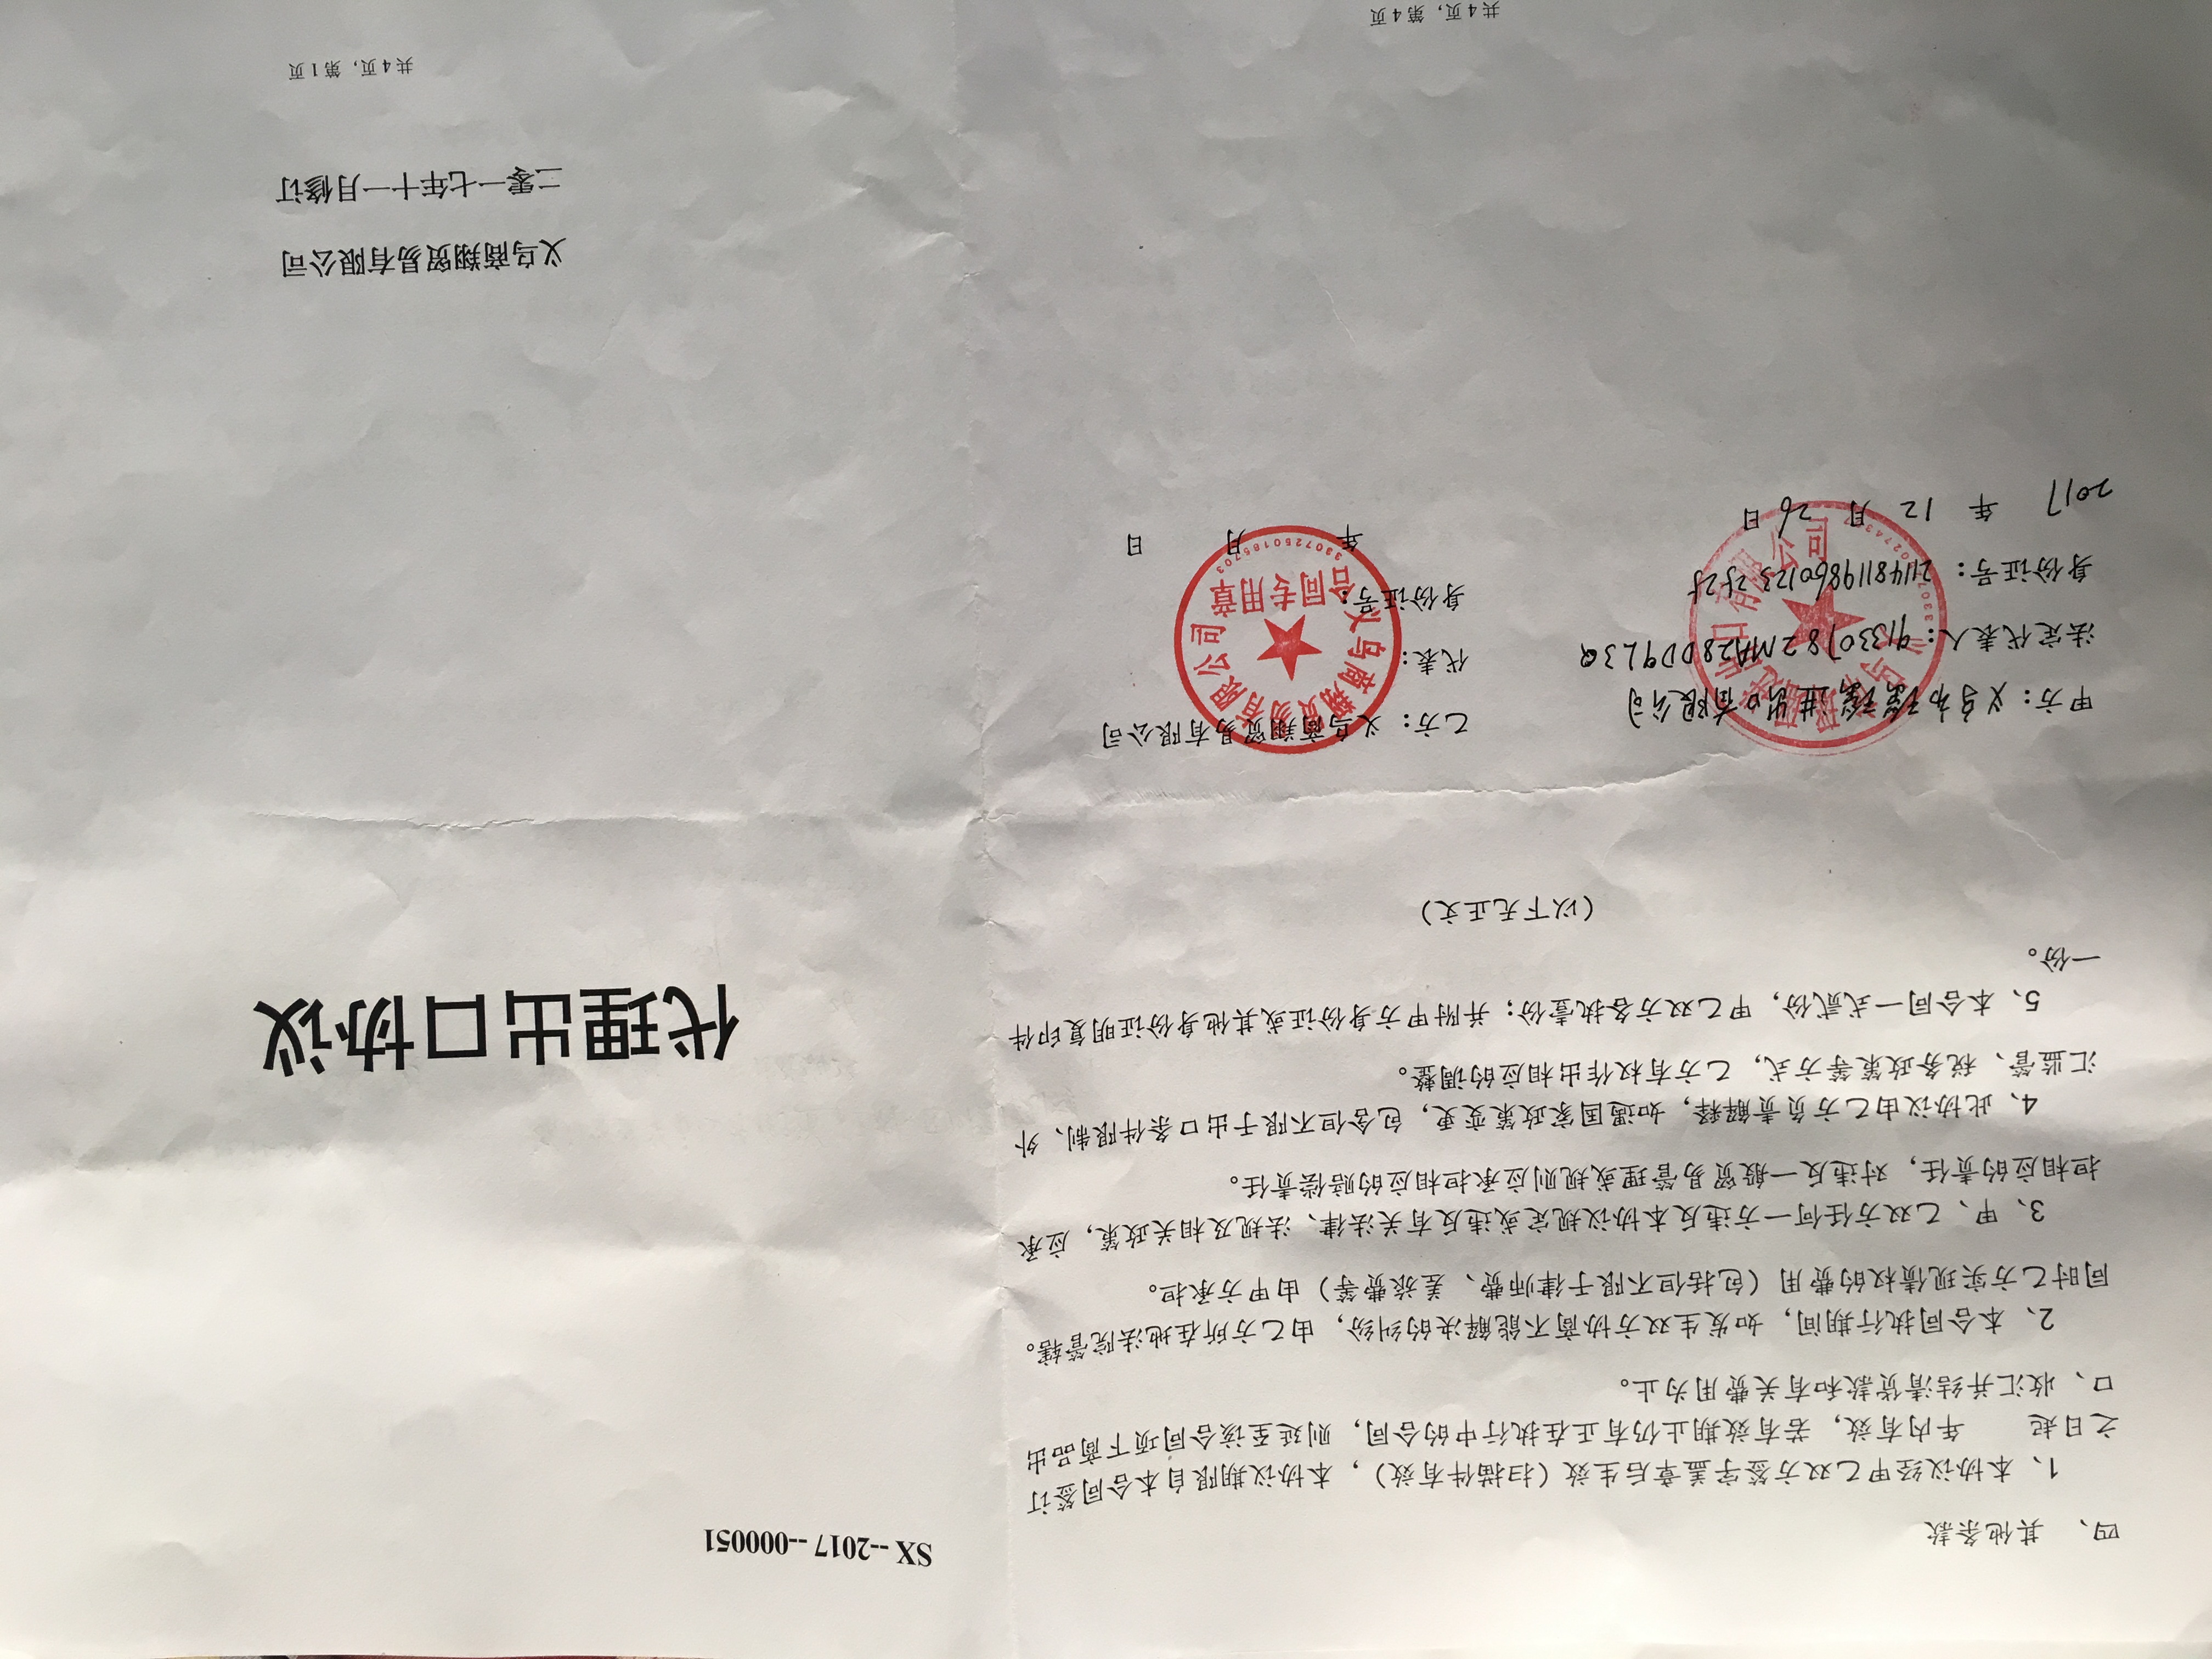 四、 其他条款
1、本协议经甲乙双方签字盖章后生效（扫描件有效），本协议期限自本合同签订
之日起 年内有效，若有效期止仍有正在执行中的合同，则延至该合同项下商品出
口、收汇并结清货款和有关费用为止。
2、本合同执行期间，如发生双方协商不能解决的纠纷，由乙方所在地法院管辖。
同时乙方实现债权的费用（包括但不限于律师费、差旅费等）由甲方承担。
3、甲、乙双方任何一方违反本协议规定或违反有关法律、法规及相关政策，应承
担相应的责任，对违反一般贸易管理或规则应承担相应的赔偿责任。
4、此协议由乙方负责解释，如遇国家政策变更，包含但不限于出口条件限制、外
汇监管、税务政策等方式，乙方有权作出相应的调整。
5、本合同一式贰份，甲乙双方各执壹份；并附甲方身份证或其他身份证明复印件
一份。
（以下无正文）
甲方：义乌市瑶瑶进出口有限公司
法定代表人：91330782MA28DD9L3Q
身份证号：211481198601232525
2017 年 12 月 26 日
乙方：义乌商翔贸易有限公司
代表：
身份证号：
年 月 日
义乌商翔贸易有限公司
合同专用章
3307250185703
共 4 页，第 4 页
SX --2017 --000051
代理出口协议
义乌商翔贸易有限公司
二零一七年十一月修订
共 4 页，第 1 页